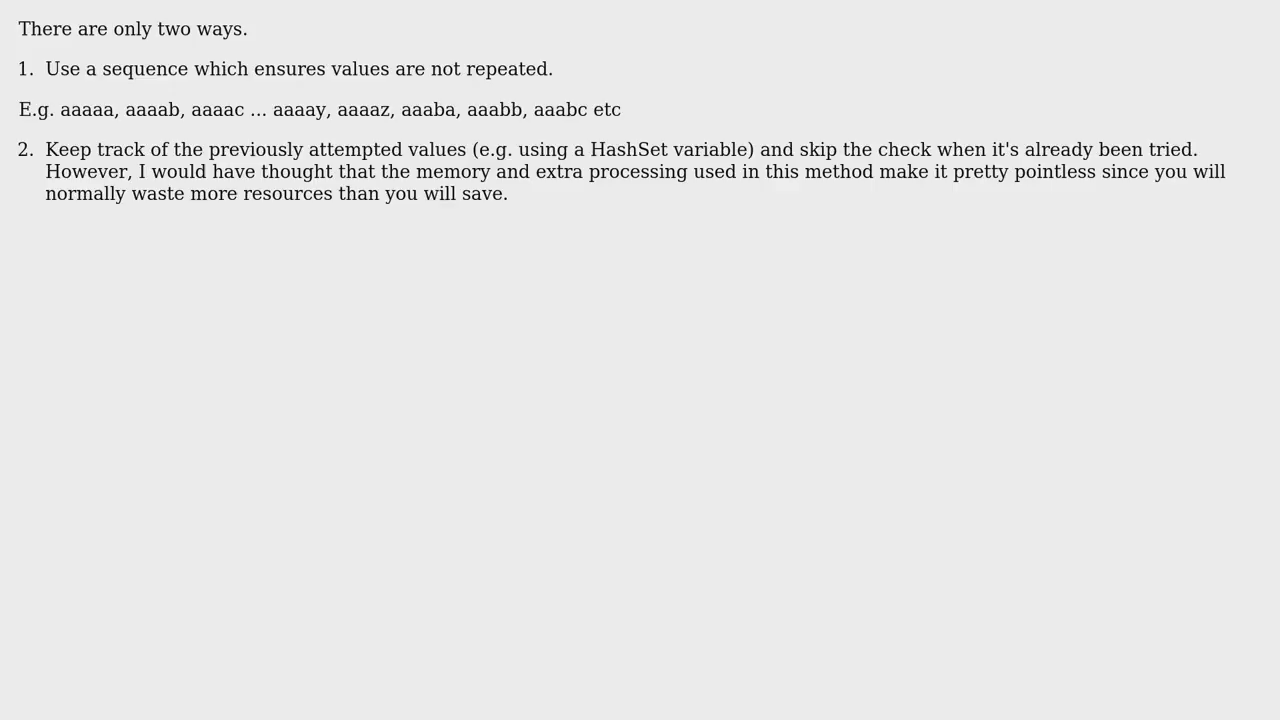 There are only two ways.
1. Use a sequence which ensures values are not repeated.
E.g. aaaaa, aaaab, aaaac ... aaaay, aaaaz, aaaba, aaabb, aaabc etc
2. Keep track of the previously attempted values (e.g. using a HashSet variable) and skip the check when it's already been tried.
However, I would have thought that the memory and extra processing used in this method make it pretty pointless since you will
normally waste more resources than you will save.